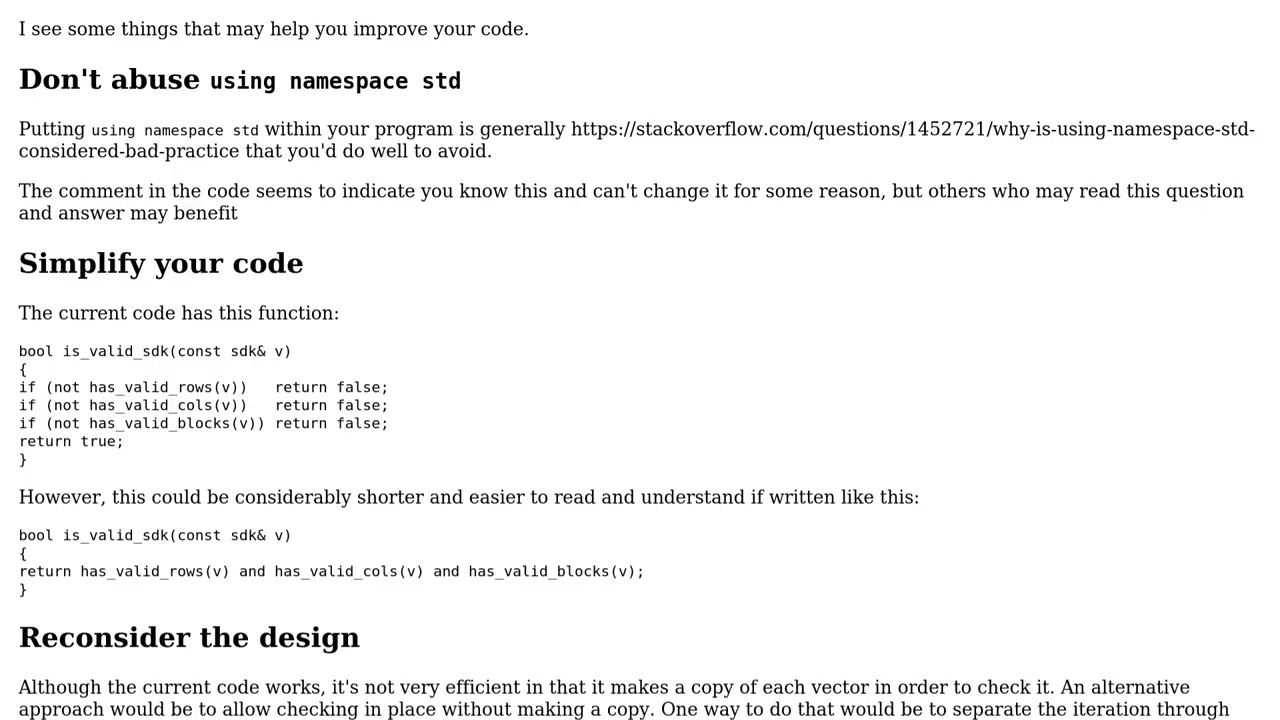 I see some things that may help you improve your code.
Don't abuse using namespace std
Putting using namespace std within your program is generally https://stackoverflow.com/questions/1452721/why-is-using-namespace-std-
considered-bad-practice that you'd do well to avoid.
The comment in the code seems to indicate you know this and can't change it for some reason, but others who may read this question
and answer may benefit
Simplify your code
The current code has this function:
bool is_valid_sdk(const sdk& v)
{
if (not has_valid_rows(v))   return false;
if (not has_valid_cols(v))   return false;
if (not has_valid_blocks(v)) return false;
return true;
}
However, this could be considerably shorter and easier to read and understand if written like this:
bool is_valid_sdk(const sdk& v)
{
return has_valid_rows(v) and has_valid_cols(v) and has_valid_blocks(v);
}
Reconsider the design
Although the current code works, it's not very efficient in that it makes a copy of each vector in order to check it. An alternative
approach would be to allow checking in place without making a copy. One way to do that would be to separate the iteration through